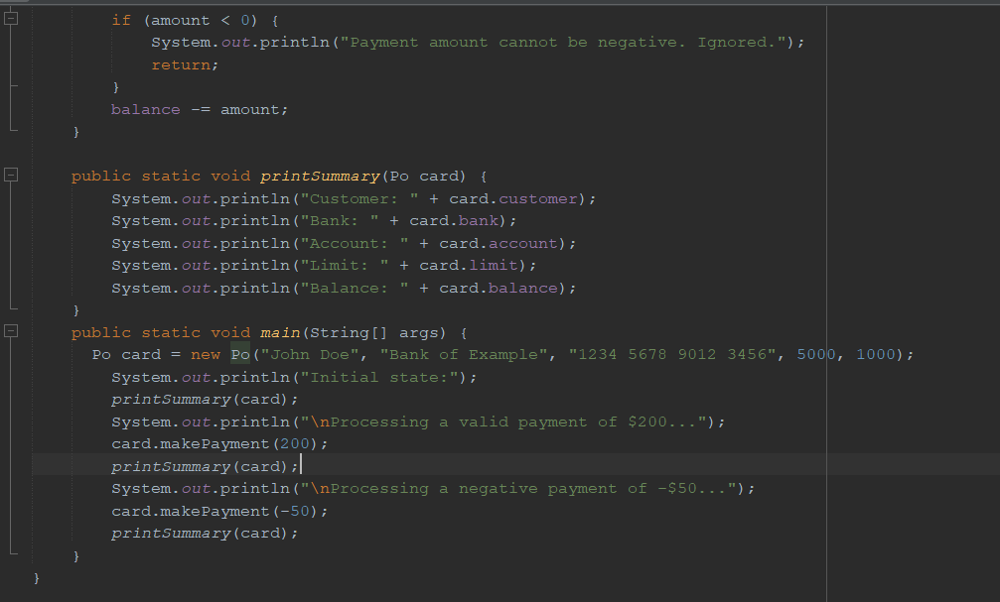 if (amount < 0) {
System.out.println("Payment amount cannot be negative. Ignored.");
return;
}
balance -= amount;
}
public static void printSummary(Po card) {
System.out.println("Customer: " + card.customer);
System.out.println("Bank: " + card.bank);
System.out.println("Account: " + card.account);
System.out.println("Limit: " + card.limit);
System.out.println("Balance: " + card.balance);
}
public static void main(String[] args) {
Po card = new Po("John Doe", "Bank of Example", "1234 5678 9012 3456", 5000, 1000);
System.out.println("Initial state:");
printSummary(card);
System.out.println("\nProcessing a valid payment of $200...");
card.makePayment(200);
printSummary(card);
System.out.println("\nProcessing a negative payment of -$50...");
card.makePayment(-50);
printSummary(card);
}
}